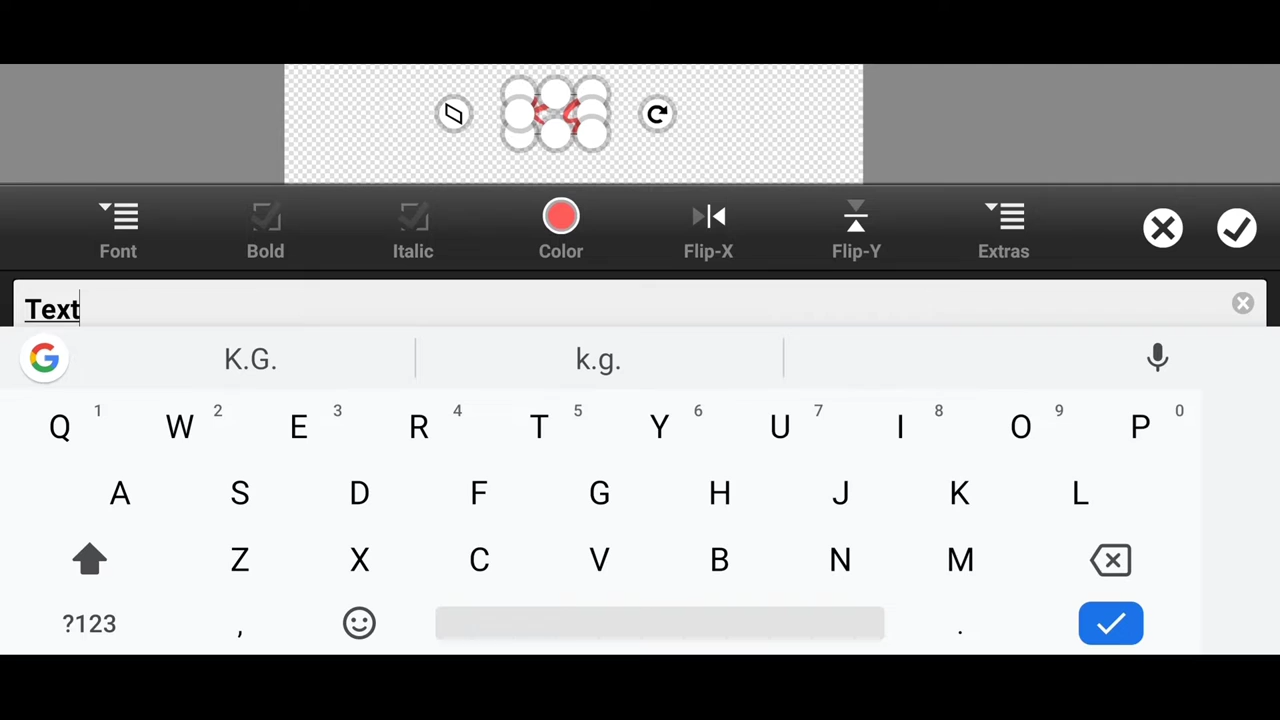 Font Bold Italic Color Flip-X Flip-Y Extras
Text
K.G. k.g.
1 2 3 4 5 6 7 8 9 0
Q W E R T Y U I O P
A S D F G H J K L
Z X C V B N M
?123 , .